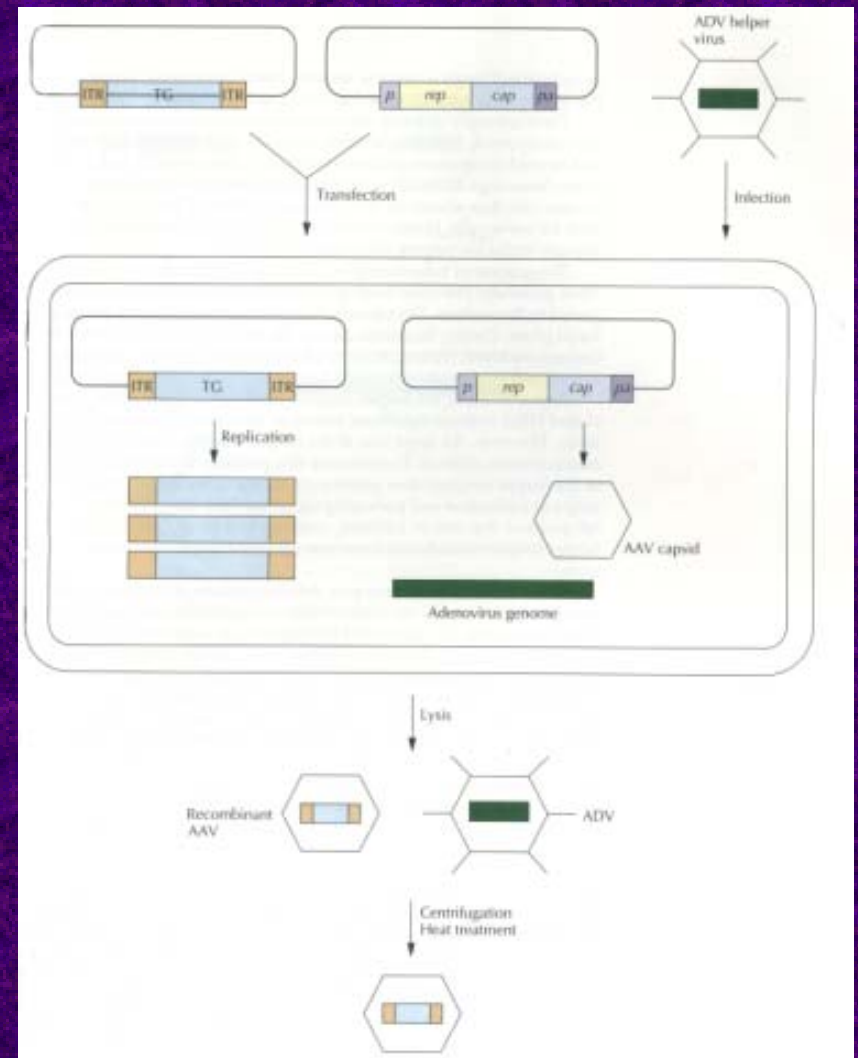 ADV helper
virus
ITR TG ITR
p rep cap pa
Transfection
Infection
ITR TG ITR
p rep cap pa
Replication
AAV capsid
Adenovirus genome
Lysis
Recombinant
AAV
ADV
Centrifugation
Heat treatment